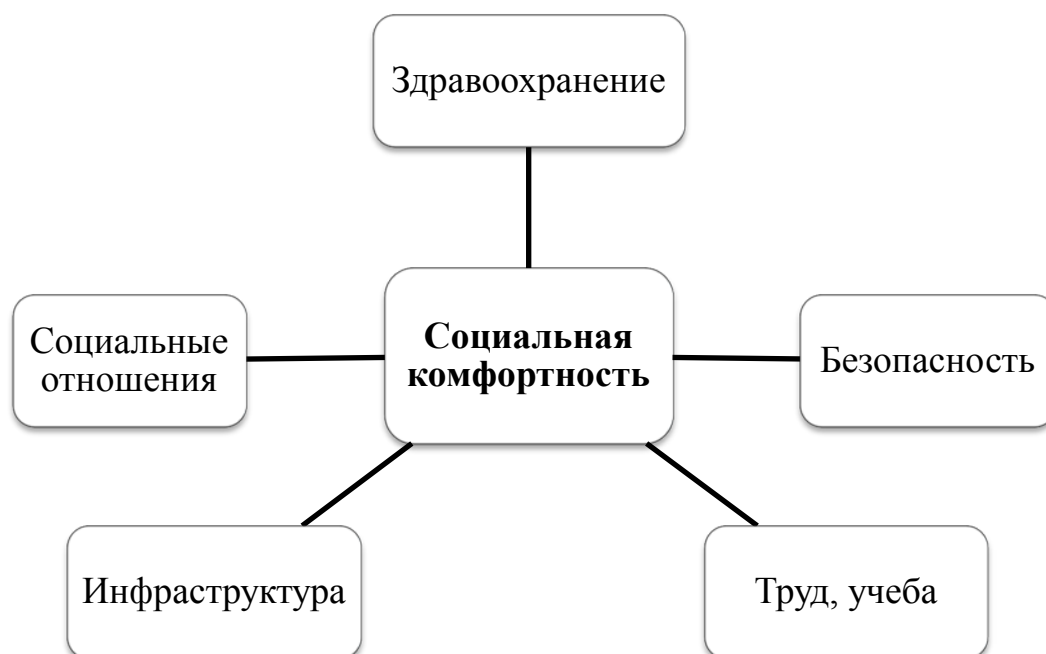 Здравоохранение
Социальные
отношения
Социальная
комфортность
Безопасность
Инфраструктура
Труд, учеба